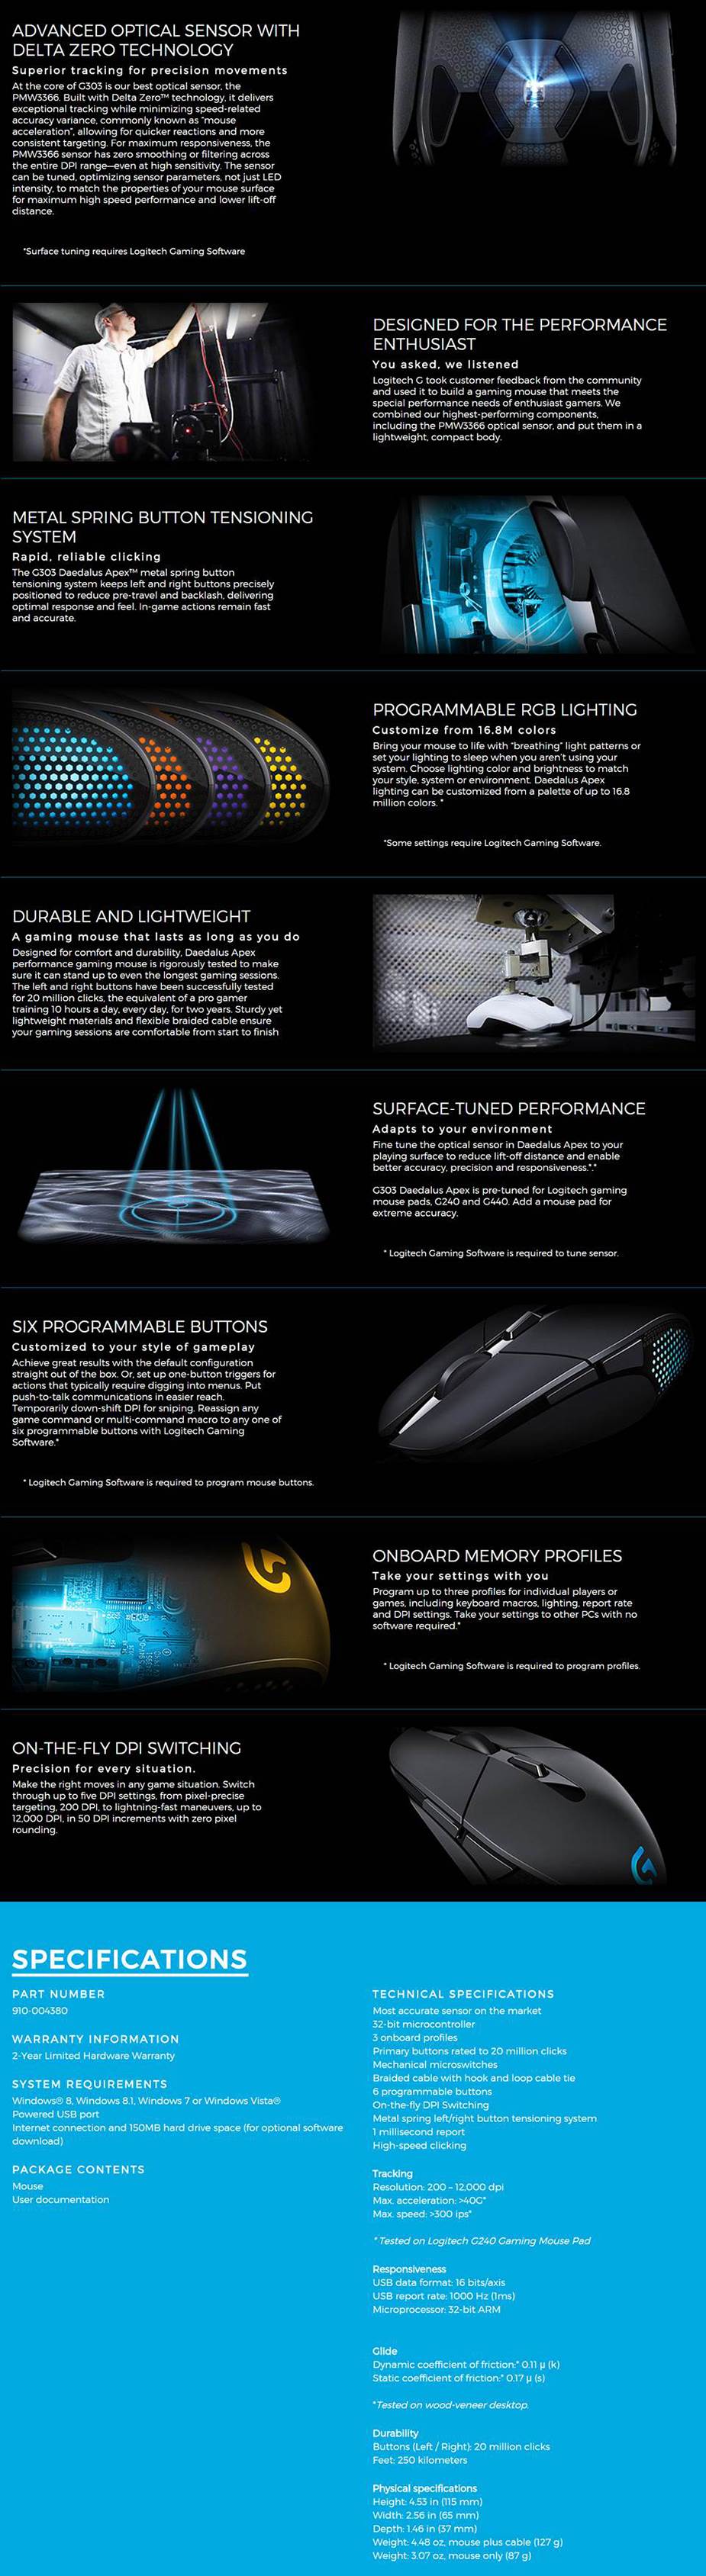 ADVANCED OPTICAL SENSOR WITH
DELTA ZERO TECHNOLOGY
Superior tracking for precision movements
At the core of G303 is our best optical sensor, the
PMW3366. Built with Delta Zero™ technology, it delivers
exceptional tracking while minimizing speed-related
accuracy variance, commonly known as "mouse
acceleration", allowing for quicker reactions and more
consistent targeting. For maximum responsiveness, the
PMW3366 sensor has zero smoothing or filtering across
the entire DPI range—even at high sensitivity. The sensor
can be tuned, optimizing sensor parameters, not just LED
intensity, to match the properties of your mouse surface
for maximum high speed performance and lower lift-off
distance.
*Surface tuning requires Logitech Gaming Software
DESIGNED FOR THE PERFORMANCE
ENTHUSIAST
You asked, we listened
Logitech G took customer feedback from the community
and used it to build a gaming mouse that meets the
special performance needs of enthusiast gamers. We
combined our highest-performing components,
including the PMW3366 optical sensor, and put them in a
lightweight, compact body.
METAL SPRING BUTTON TENSIONING
SYSTEM
Rapid, reliable clicking
The G303 Daedalus Apex™ metal spring button
tensioning system keeps left and right buttons precisely
positioned to reduce pre-travel and backlash, delivering
optimal response and feel. In-game actions remain fast
and accurate.
PROGRAMMABLE RGB LIGHTING
Customize from 16.8M colors
Bring your mouse to life with "breathing" light patterns or
set your lighting to sleep when you aren't using your
system. Choose lighting color and brightness to match
your style, system or environment. Daedalus Apex
lighting can be customized from a palette of up to 16.8
million colors. *
*Some settings require Logitech Gaming Software.
DURABLE AND LIGHTWEIGHT
A gaming mouse that lasts as long as you do
Designed for comfort and durability, Daedalus Apex
performance gaming mouse is rigorously tested to make
sure it can stand up to even the longest gaming sessions.
The left and right buttons have been successfully tested
for 20 million clicks, the equivalent of a pro gamer
training 10 hours a day, every day, for two years. Sturdy yet
lightweight materials and flexible braided cable ensure
your gaming sessions are comfortable from start to finish
SURFACE-TUNED PERFORMANCE
Adapts to your environment
Fine tune the optical sensor in Daedalus Apex to your
playing surface to reduce lift-off distance and enable
better accuracy, precision and responsiveness.*.*
G303 Daedalus Apex is pre-tuned for Logitech gaming
mouse pads, G240 and G440. Add a mouse pad for
extreme accuracy.
* Logitech Gaming Software is required to tune sensor.
SIX PROGRAMMABLE BUTTONS
Customized to your style of gameplay
Achieve great results with the default configuration
straight out of the box. Or, set up one-button triggers for
actions that typically require digging into menus. Put
push-to-talk communications in easier reach.
Temporarily down-shift DPI for sniping. Reassign any
game command or multi-command macro to any one of
six programmable buttons with Logitech Gaming
Software.*
* Logitech Gaming Software is required to program mouse buttons.
ONBOARD MEMORY PROFILES
Take your settings with you
Program up to three profiles for individual players or
games, including keyboard macros, lighting, report rate
and DPI settings. Take your settings to other PCs with no
software required.*
* Logitech Gaming Software is required to program profiles.
ON-THE-FLY DPI SWITCHING
Precision for every situation.
Make the right moves in any game situation. Switch
through up to five DPI settings, from pixel-precise
targeting, 200 DPI, to lightning-fast maneuvers, up to
12,000 DPI, in 50 DPI increments with zero pixel
rounding.
SPECIFICATIONS
PART NUMBER
910-004380
WARRANTY INFORMATION
2-Year Limited Hardware Warranty
SYSTEM REQUIREMENTS
Windows® 8, Windows 8.1, Windows 7 or Windows Vista®
Powered USB port
Internet connection and 150MB hard drive space (for optional software
download)
PACKAGE CONTENTS
Mouse
User documentation
TECHNICAL SPECIFICATIONS
Most accurate sensor on the market
32-bit microcontroller
3 onboard profiles
Primary buttons rated to 20 million clicks
Mechanical microswitches
Braided cable with hook and loop cable tie
6 programmable buttons
On-the-fly DPI Switching
Metal spring left/right button tensioning system
1 millisecond report
High-speed clicking
Tracking
Resolution: 200 – 12,000 dpi
Max. acceleration: >40G*
Max. speed: >300 ips*
* Tested on Logitech G240 Gaming Mouse Pad
Responsiveness
USB data format: 16 bits/axis
USB report rate: 1000 Hz (1ms)
Microprocessor: 32-bit ARM
Glide
Dynamic coefficient of friction:* 0.11 μ (k)
Static coefficient of friction:* 0.17 μ (s)
*Tested on wood-veneer desktop.
Durability
Buttons (Left / Right): 20 million clicks
Feet: 250 kilometers
Physical specifications
Height: 4.53 in (115 mm)
Width: 2.56 in (65 mm)
Depth: 1.46 in (37 mm)
Weight: 4.48 oz, mouse plus cable (127 g)
Weight: 3.07 oz, mouse only (87 g)